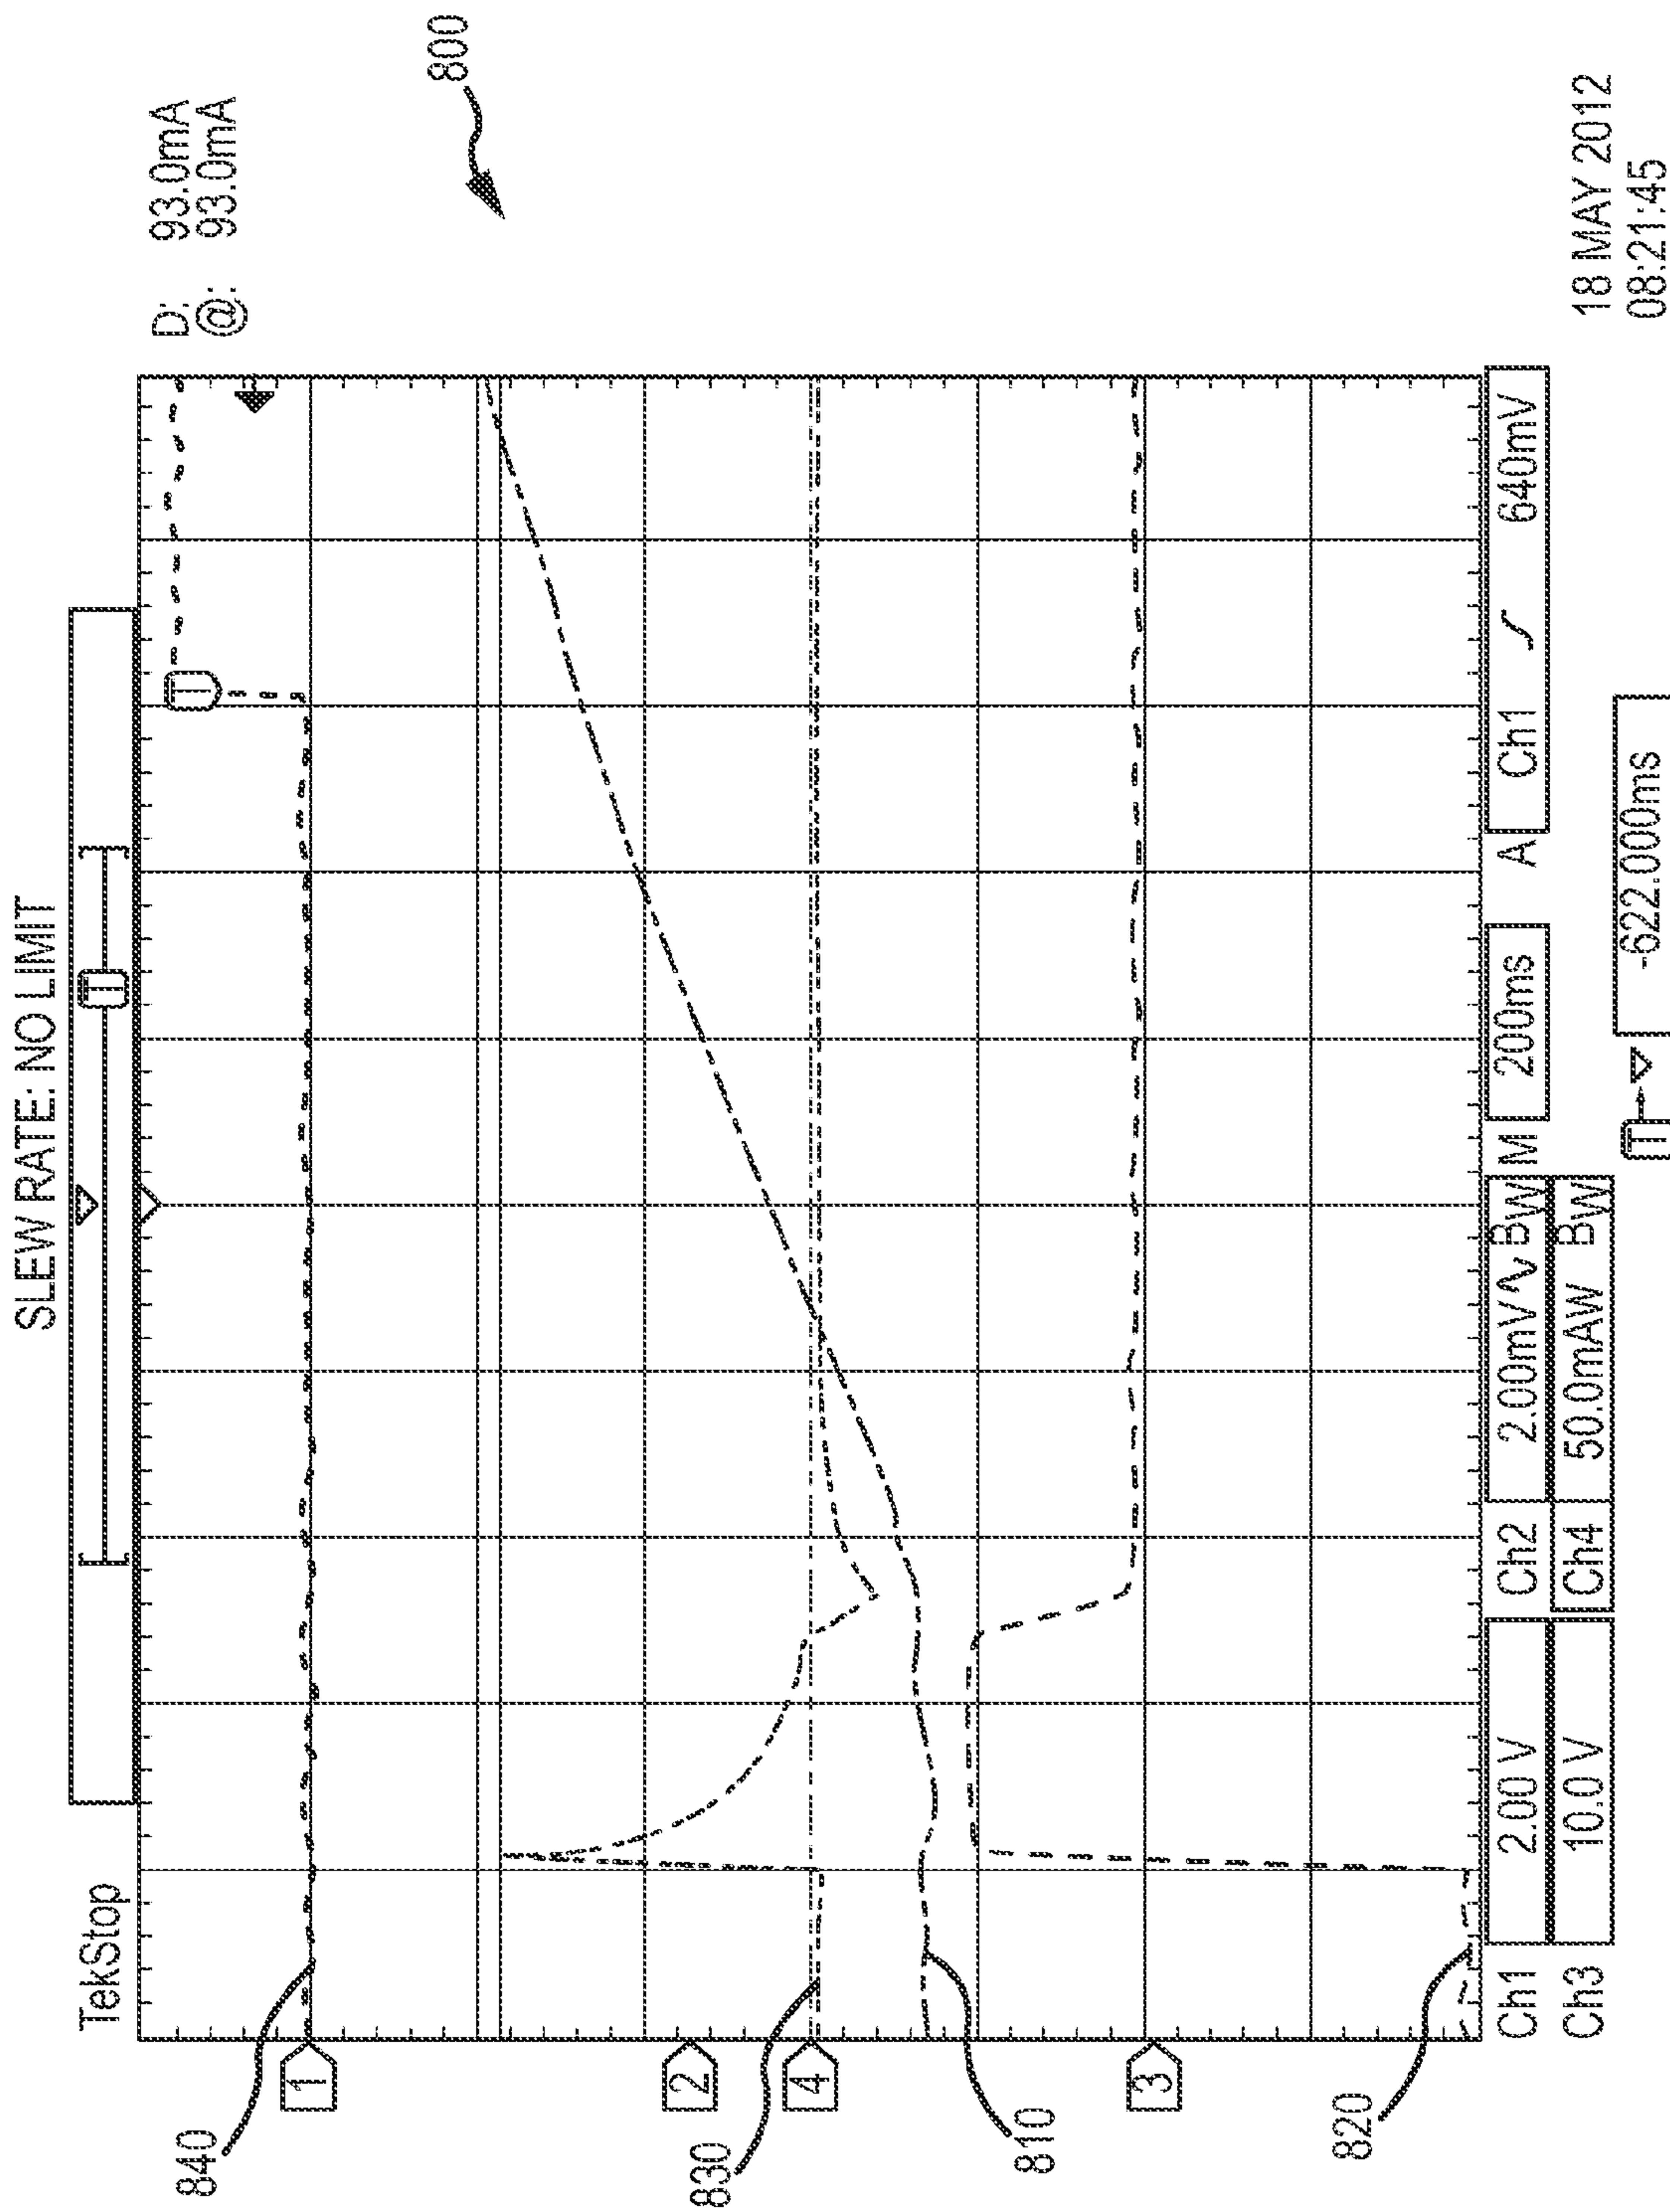 SLEW RATE: NO LIMIT
TekStop
T
D: 93.0mA
@: 93.0mA
800
T
840
1
2
830
4
810
3
820
Ch1 2.00 V Ch2 2.00mV BW M 200ms A Ch1 640mV
Ch3 10.0 V Ch4 50.0mAW BW
T -622.000ms
18 MAY 2012
08:21:45